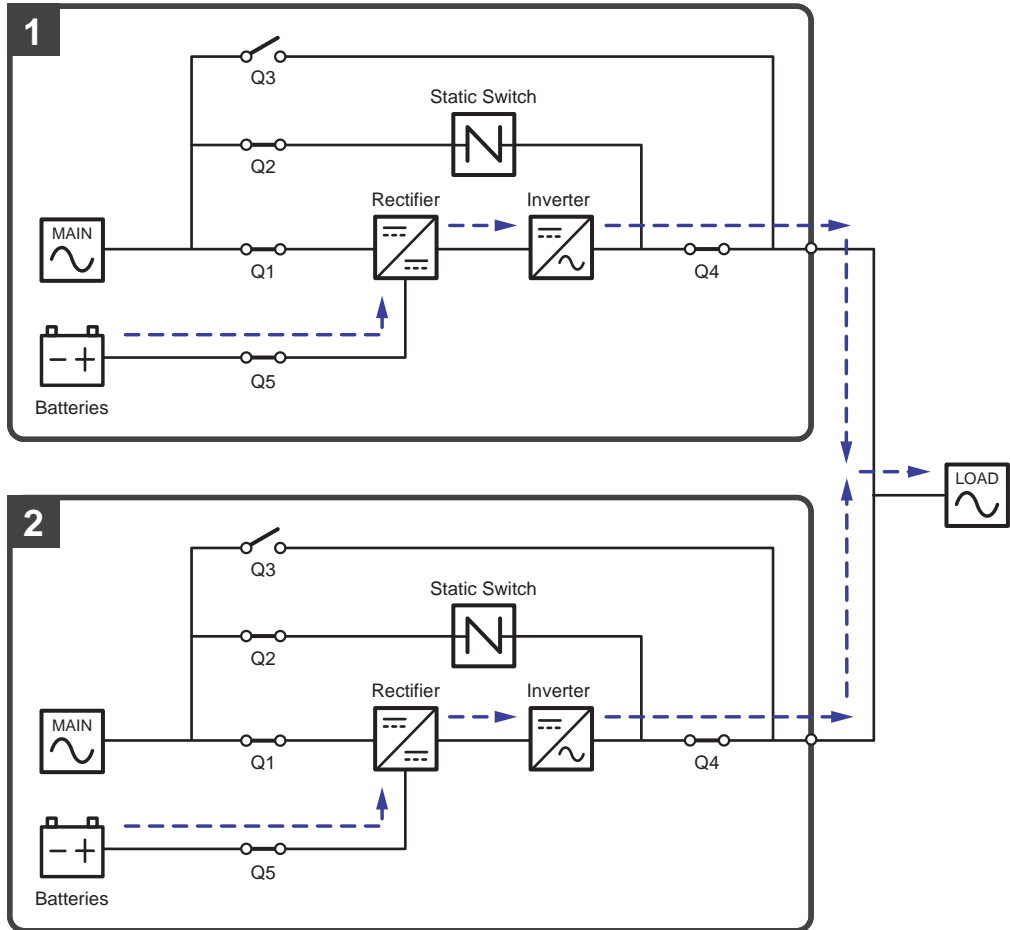 1
Q3
Static Switch
Q2
Rectifier
Inverter
MAIN
Q1
Q4
Q5
Batteries
LOAD
2
Q3
Static Switch
Q2
Rectifier
Inverter
MAIN
Q1
Q4
Q5
Batteries